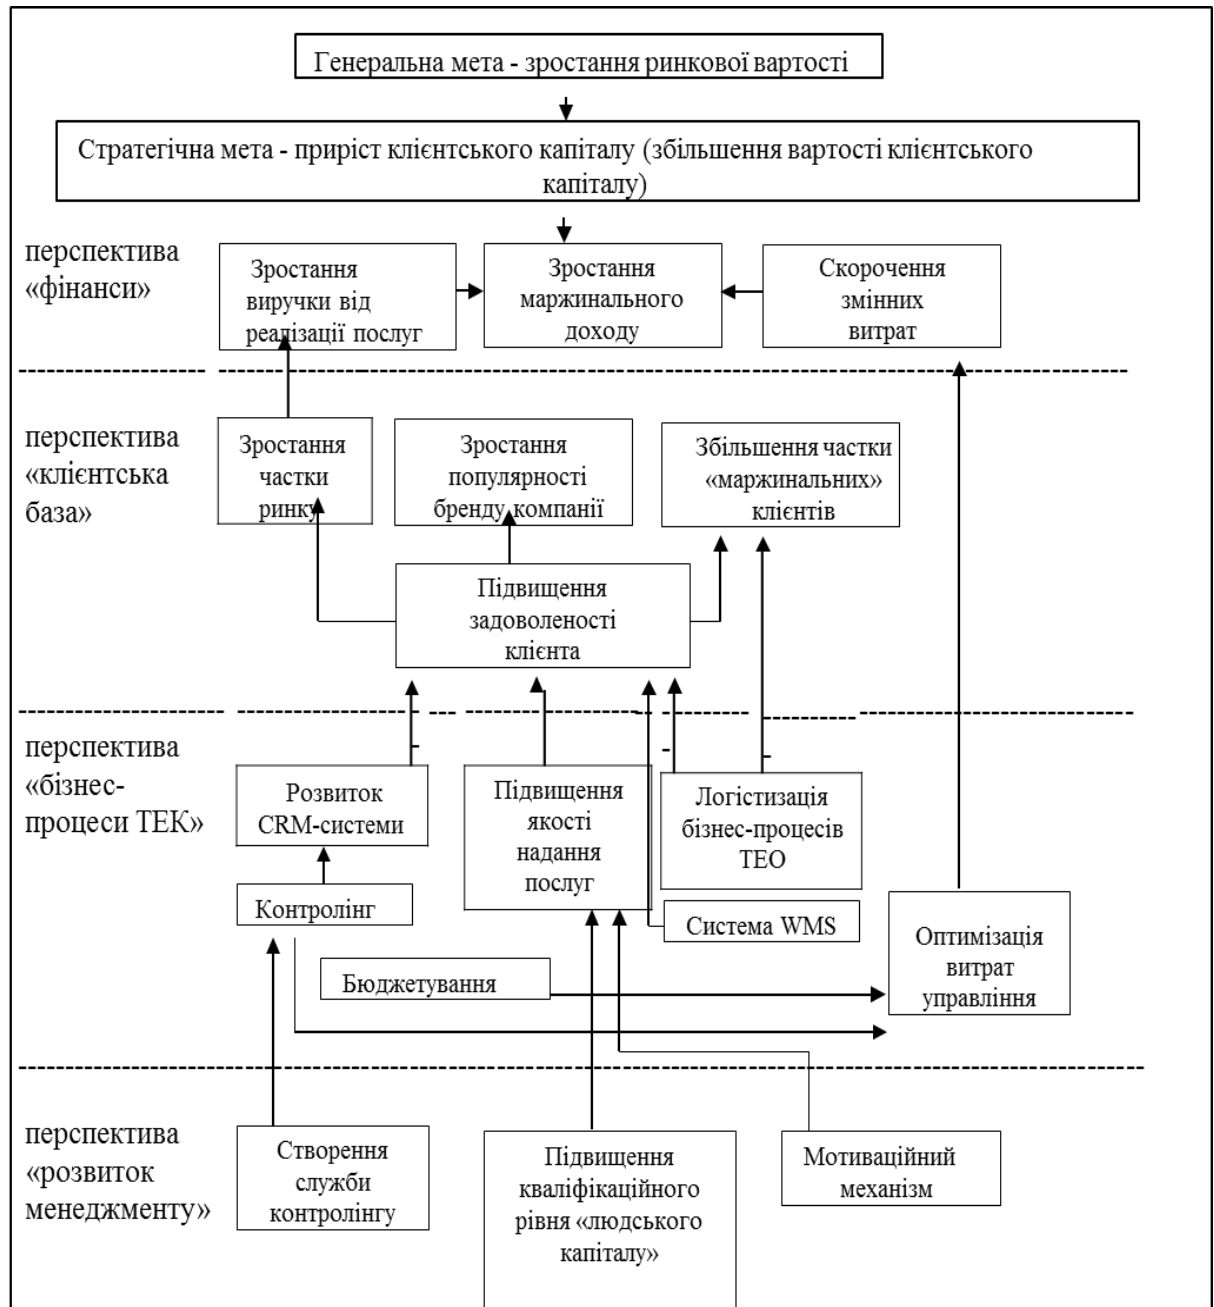 Генеральна мета - зростання ринкової вартості
Стратегічна мета - приріст клієнтського капіталу (збільшення вартості клієнтського
капіталу)
перспектива
«фінанси»
Зростання
виручки від
реалізації послуг
Зростання
маржинального
доходу
Скорочення
змінних
витрат
перспектива
«клієнтська
база»
Зростання
частки
ринку
Зростання
популярності
бренду компанії
Збільшення частки
«маржинальних»
клієнтів
Підвищення
задоволеності
клієнта
перспектива
«бізнес-
процеси ТЕК»
Розвиток
CRM-системи
Підвищення
якості
надання
послуг
Логістизація
бізнес-процесів
ТЕО
Контролінг
Система WMS
Оптимізація
витрат
управління
Бюджетування
перспектива
«розвиток
менеджменту»
Створення
служби
контролінгу
Підвищення
кваліфікаційного
рівня «людського
капіталу»
Мотиваційний
механізм